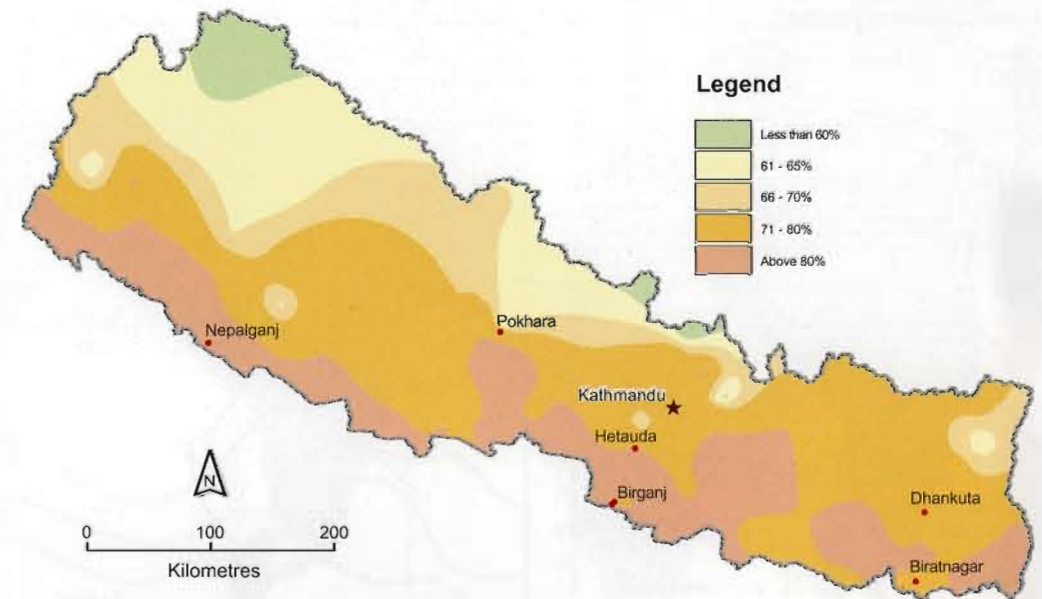 Legend
Less than 60%
61 - 65%
66 - 70%
71 - 80%
Above 80%
Nepalganj
Pokhara
Kathmandu
Hetauda
Birganj
Dhankuta
Biratnagar
N
0 100 200
Kilometres